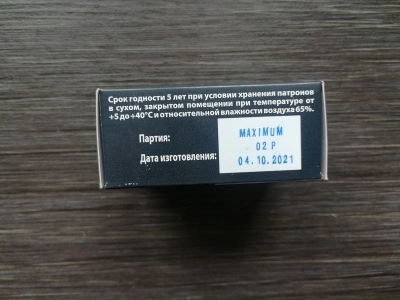 Срок годности 5 лет при условии хранения патронов
в сухом, закрытом помещении при температуре от
+5 до +40°С и относительной влажности воздуха 65%.
Партия:
MAXIMUM
02 P
Дата изготовления:
04.10.2021